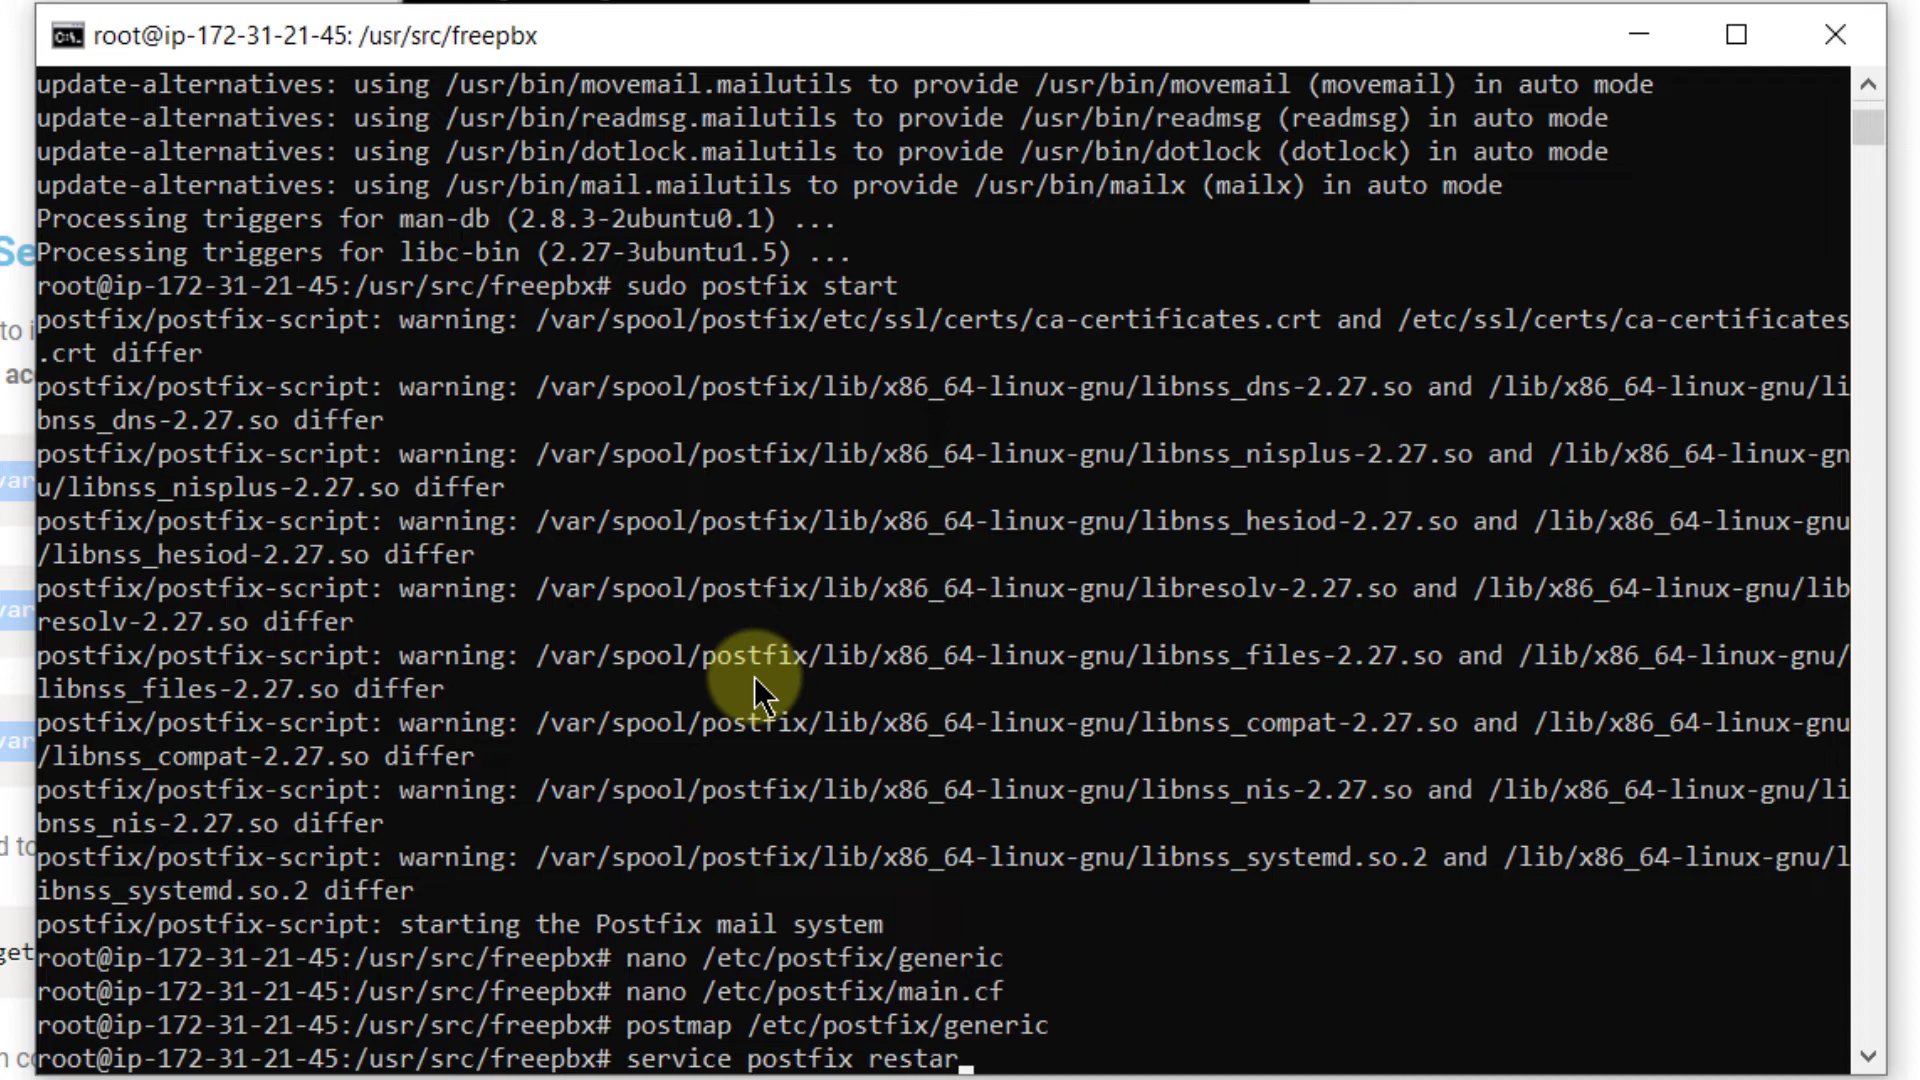 root@ip-172-31-21-45: /usr/src/freepbx
update-alternatives: using /usr/bin/movemail.mailutils to provide /usr/bin/movemail (movemail) in auto mode
update-alternatives: using /usr/bin/readmsg.mailutils to provide /usr/bin/readmsg (readmsg) in auto mode
update-alternatives: using /usr/bin/dotlock.mailutils to provide /usr/bin/dotlock (dotlock) in auto mode
update-alternatives: using /usr/bin/mail.mailutils to provide /usr/bin/mailx (mailx) in auto mode
Processing triggers for man-db (2.8.3-2ubuntu0.1) ...
Se
Processing triggers for libc-bin (2.27-3ubuntu1.5) ...
root@ip-172-31-21-45:/usr/src/freepbx# sudo postfix start
to i
postfix/postfix-script: warning: /var/spool/postfix/etc/ssl/certs/ca-certificates.crt and /etc/ssl/certs/ca-certificates
.crt differ
ac
postfix/postfix-script: warning: /var/spool/postfix/lib/x86_64-linux-gnu/libnss_dns-2.27.so and /lib/x86_64-linux-gnu/li
bnss_dns-2.27.so differ
postfix/postfix-script: warning: /var/spool/postfix/lib/x86_64-linux-gnu/libnss_nisplus-2.27.so and /lib/x86_64-linux-gn
var
u/libnss_nisplus-2.27.so differ
postfix/postfix-script: warning: /var/spool/postfix/lib/x86_64-linux-gnu/libnss_hesiod-2.27.so and /lib/x86_64-linux-gnu
/libnss_hesiod-2.27.so differ
postfix/postfix-script: warning: /var/spool/postfix/lib/x86_64-linux-gnu/libresolv-2.27.so and /lib/x86_64-linux-gnu/lib
var
resolv-2.27.so differ
postfix/postfix-script: warning: /var/spool/postfix/lib/x86_64-linux-gnu/libnss_files-2.27.so and /lib/x86_64-linux-gnu/
libnss_files-2.27.so differ
postfix/postfix-script: warning: /var/spool/postfix/lib/x86_64-linux-gnu/libnss_compat-2.27.so and /lib/x86_64-linux-gnu
var
/libnss_compat-2.27.so differ
postfix/postfix-script: warning: /var/spool/postfix/lib/x86_64-linux-gnu/libnss_nis-2.27.so and /lib/x86_64-linux-gnu/li
bnss_nis-2.27.so differ
d to
postfix/postfix-script: warning: /var/spool/postfix/lib/x86_64-linux-gnu/libnss_systemd.so.2 and /lib/x86_64-linux-gnu/l
ibnss_systemd.so.2 differ
postfix/postfix-script: starting the Postfix mail system
get
root@ip-172-31-21-45:/usr/src/freepbx# nano /etc/postfix/generic
root@ip-172-31-21-45:/usr/src/freepbx# nano /etc/postfix/main.cf
root@ip-172-31-21-45:/usr/src/freepbx# postmap /etc/postfix/generic
n co
root@ip-172-31-21-45:/usr/src/freepbx# service postfix restar